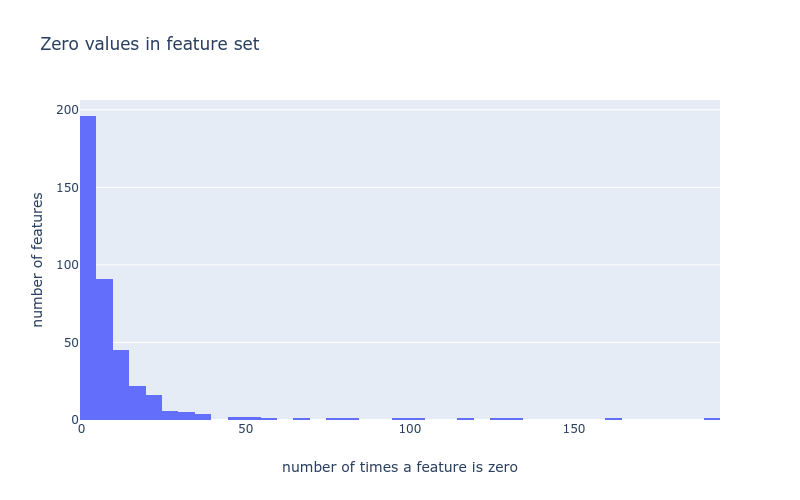 Zero values in feature set
number of features
200
150
100
50
0
0 50 100 150
number of times a feature is zero